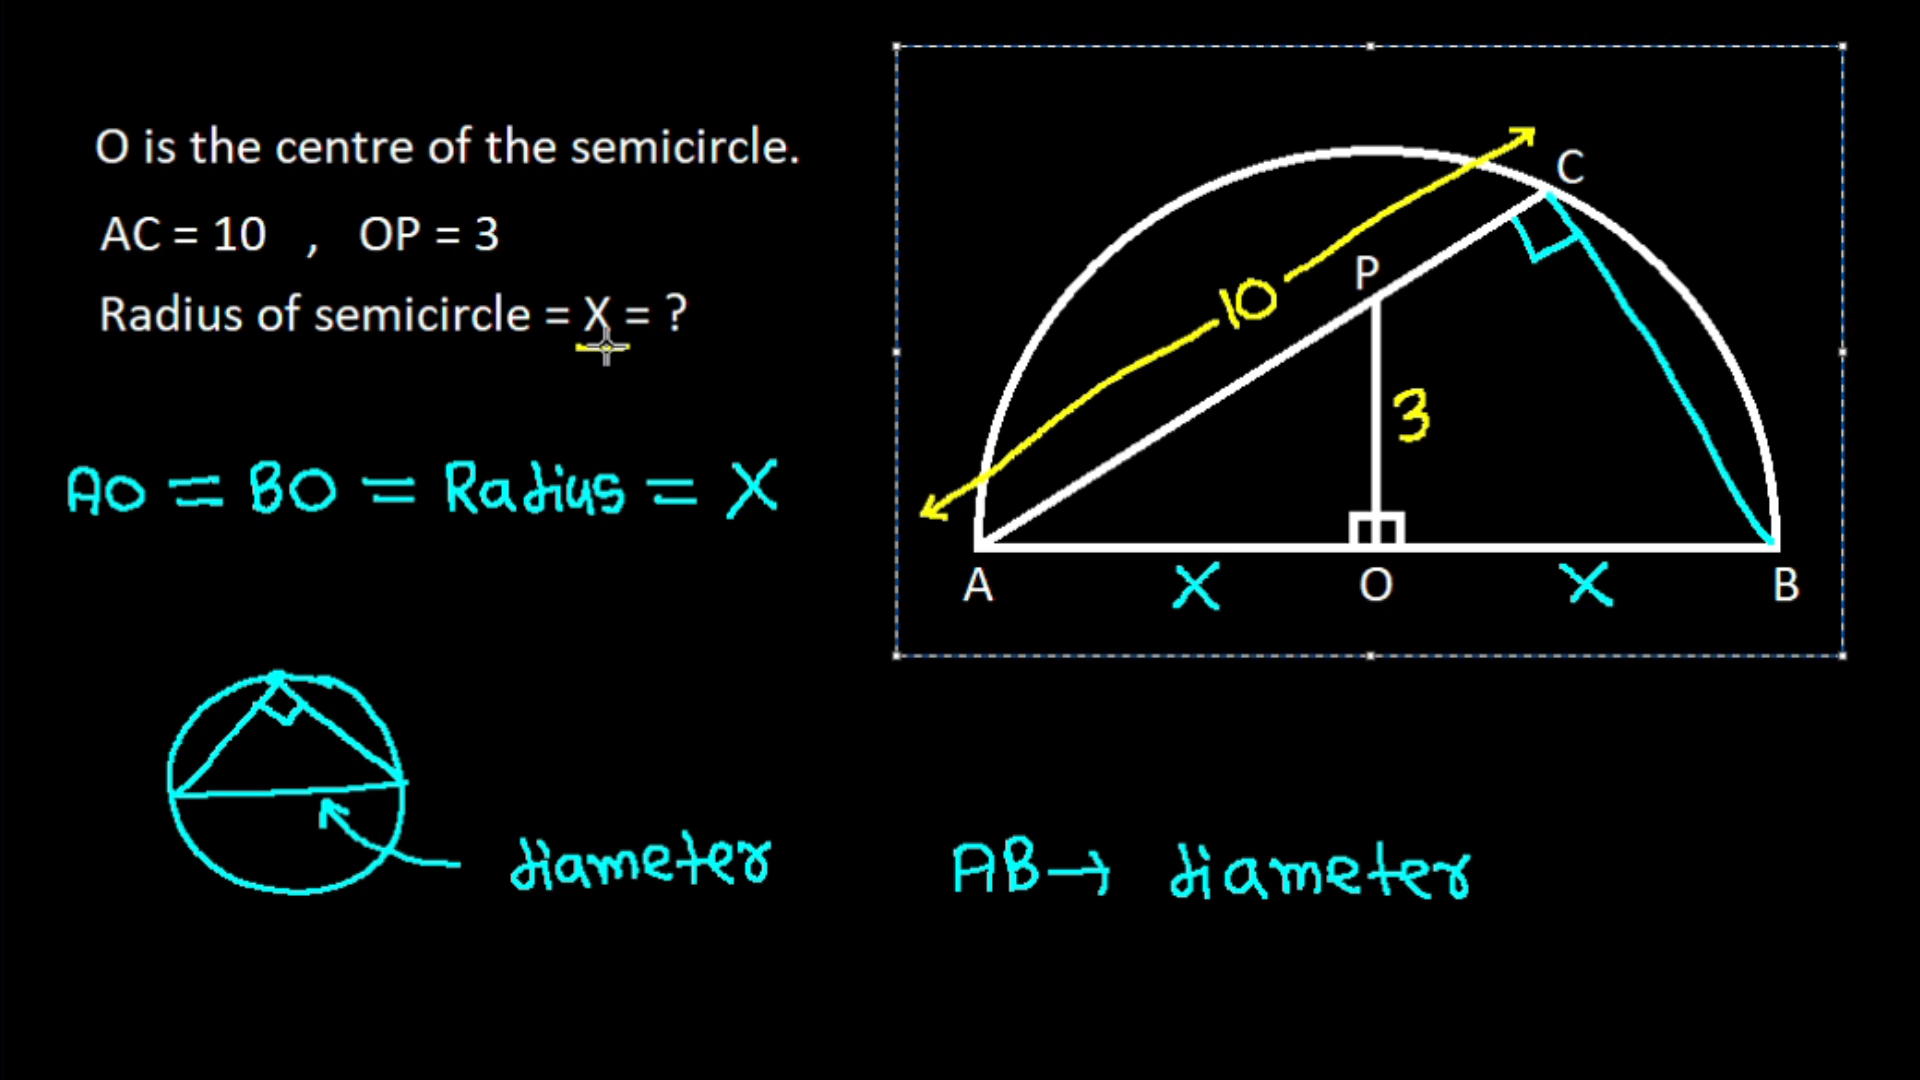 O is the centre of the semicircle.
AC = 10 , OP = 3
Radius of semicircle = X = ?
AO = BO = Radius = X
C
P
10
3
A X O X B
diameter
AB→ diameter